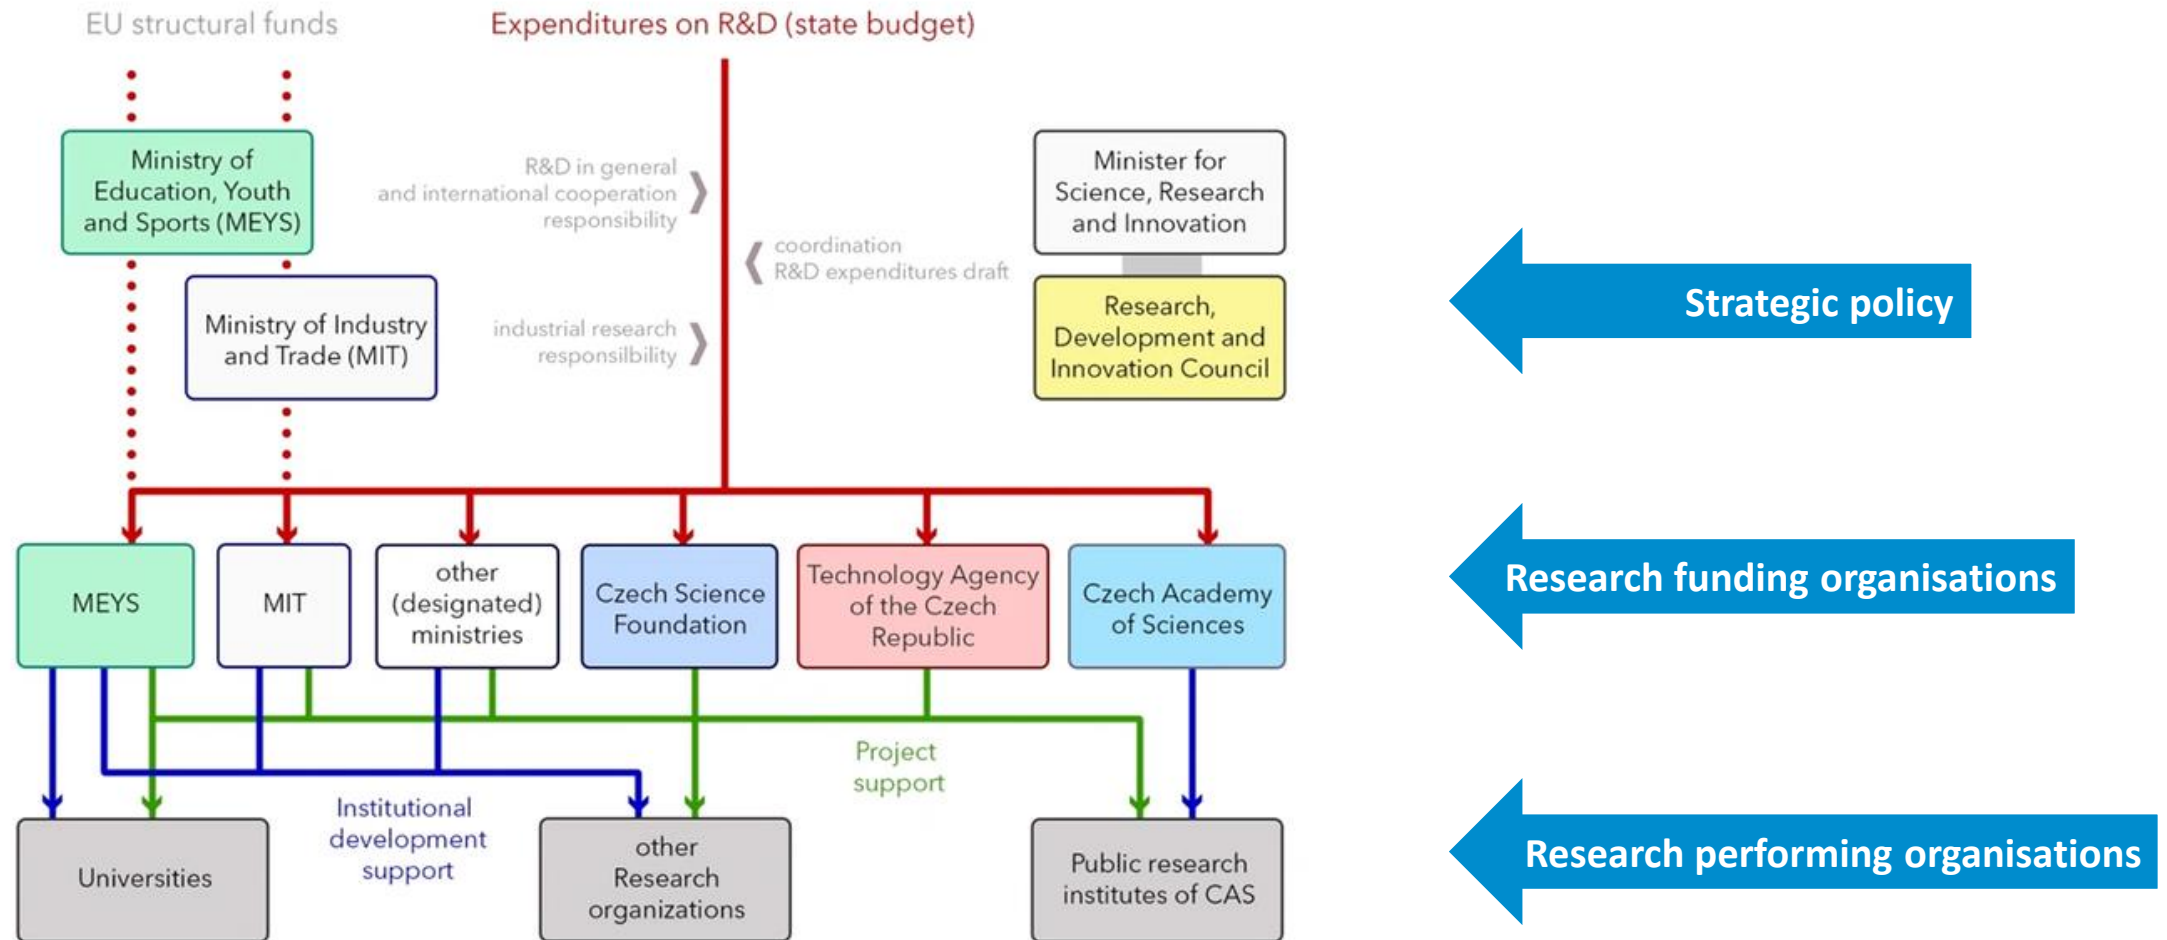 EU structural funds
Expenditures on R&D (state budget)
Ministry of
Education, Youth
and Sports (MEYS)
R&D in general
and international cooperation
responsibility
Minister for
Science, Research
and Innovation
coordination
R&D expenditures draft
Ministry of Industry
and Trade (MIT)
industrial research
responsilbility
Research,
Development and
Innovation Council
Strategic policy
MEYS
MIT
other
(designated)
ministries
Czech Science
Foundation
Technology Agency
of the Czech
Republic
Czech Academy
of Sciences
Research funding organisations
Project
support
Institutional
development
support
Universities
other
Research
organizations
Public research
institutes of CAS
Research performing organisations